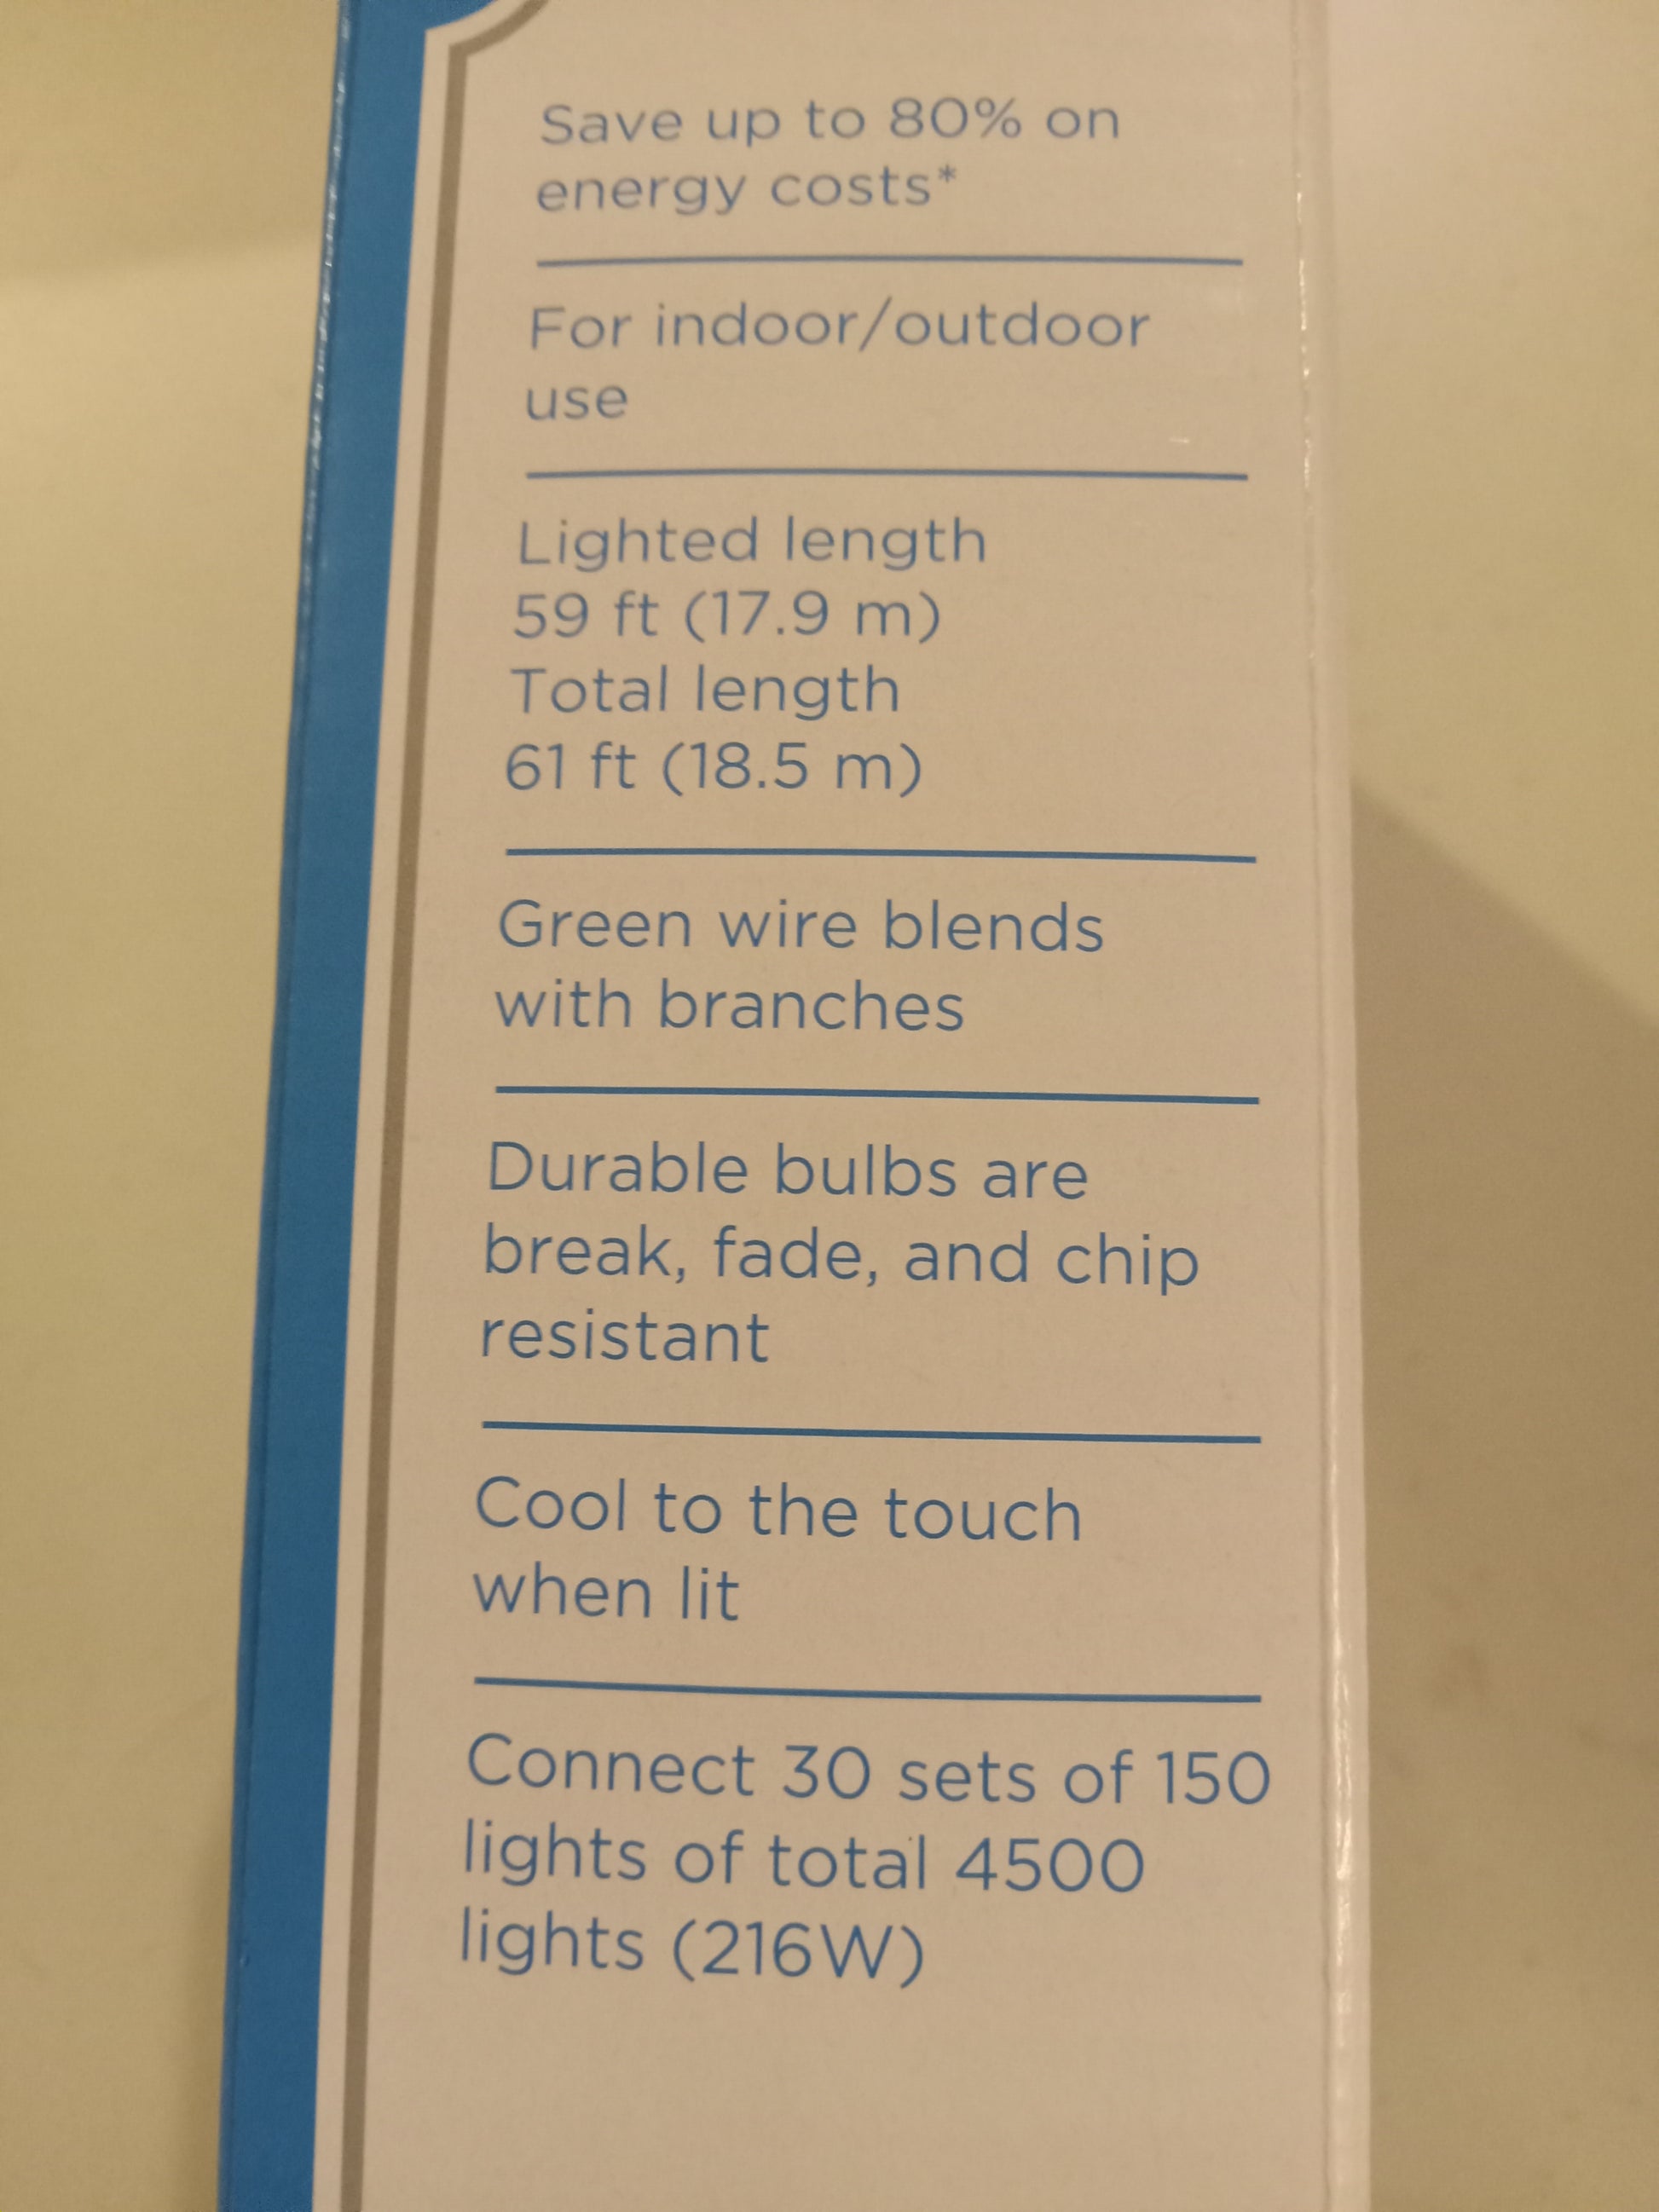 Save up to 80% on
energy costs*
For indoor/outdoor
use
Lighted length
59 ft (17.9 m)
Total length
61 ft (18.5 m)
Green wire blends
with branches
Durable bulbs are
break, fade, and chip
resistant
Cool to the touch
when lit
Connect 30 sets of 150
lights of total 4500
lights (216W)